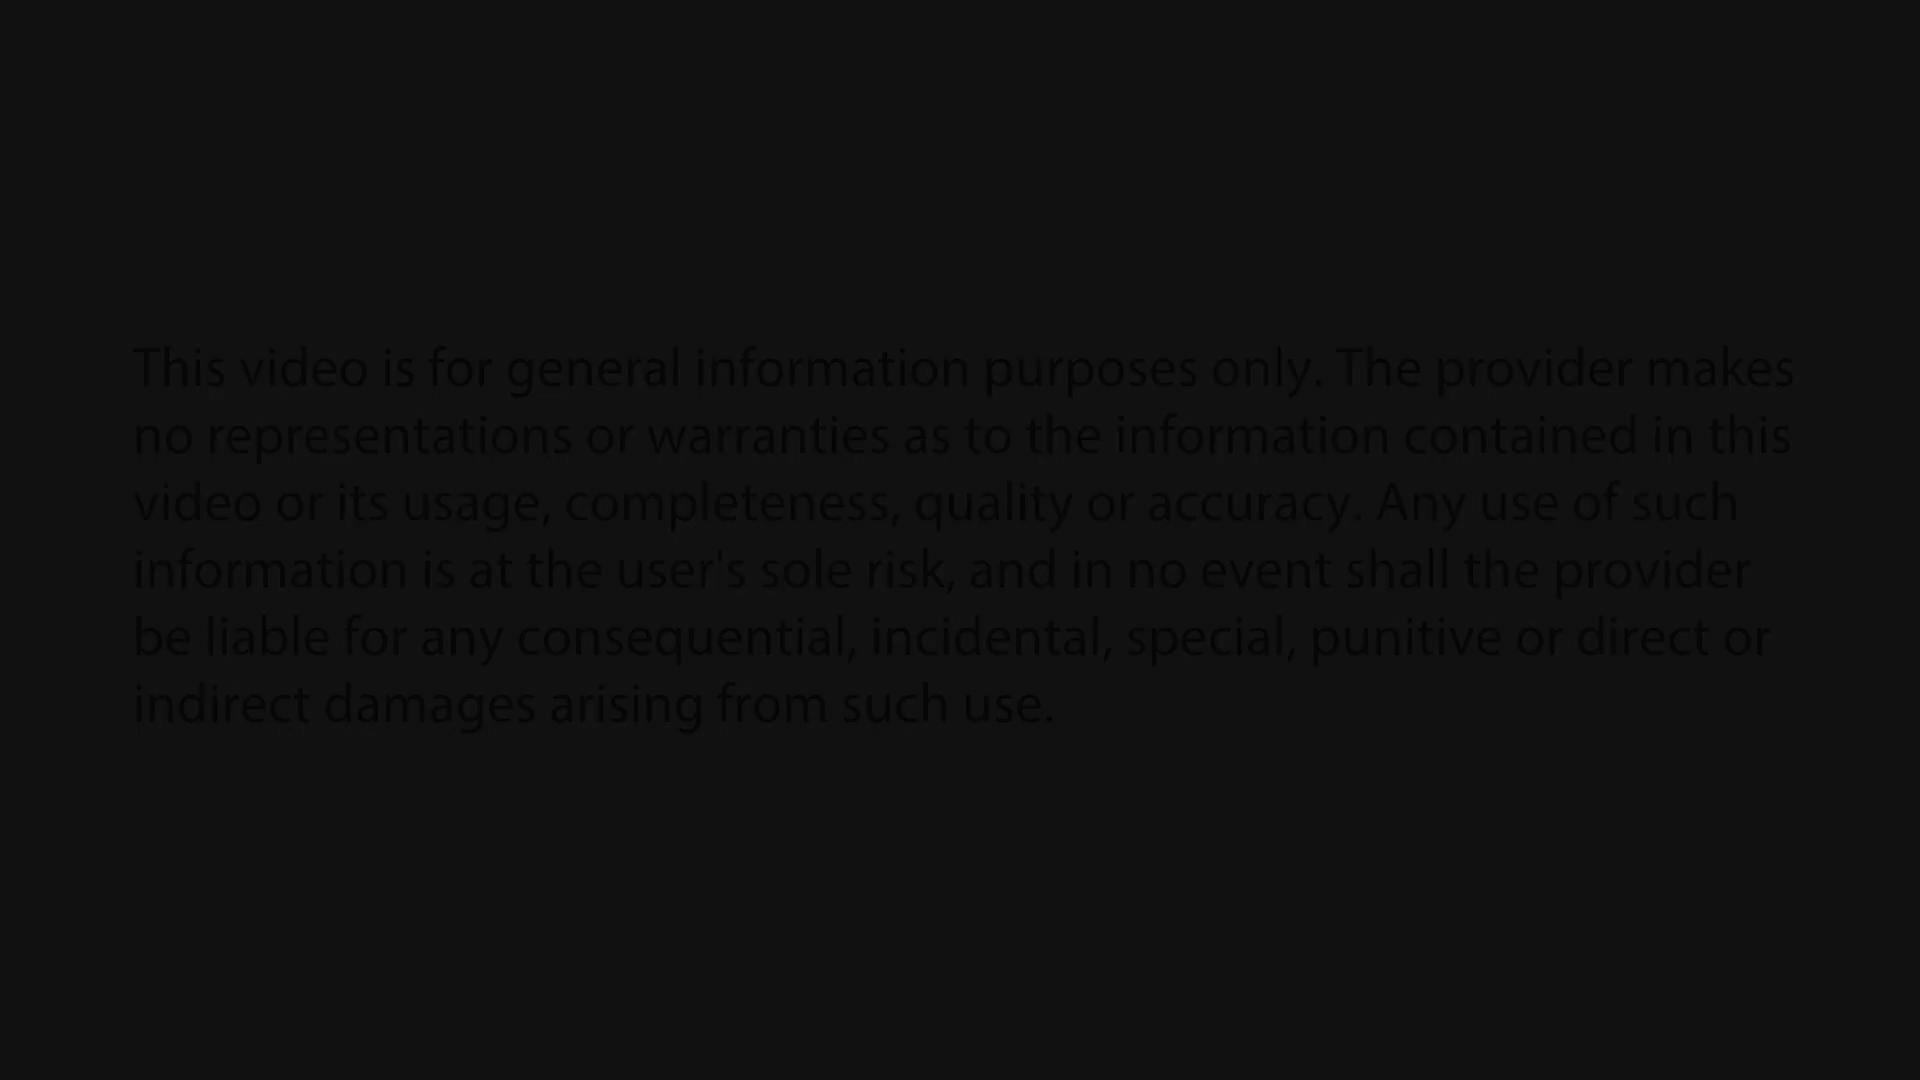 This video is for general information purposes only. The provider makes
no representations or warranties as to the information contained in this
video or its usage, completeness, quality or accuracy. Any use of such
information is at the user's sole risk, and in no event shall the provider
be liable for any consequential, incidental, special, punitive or direct or
indirect damages arising from such use.